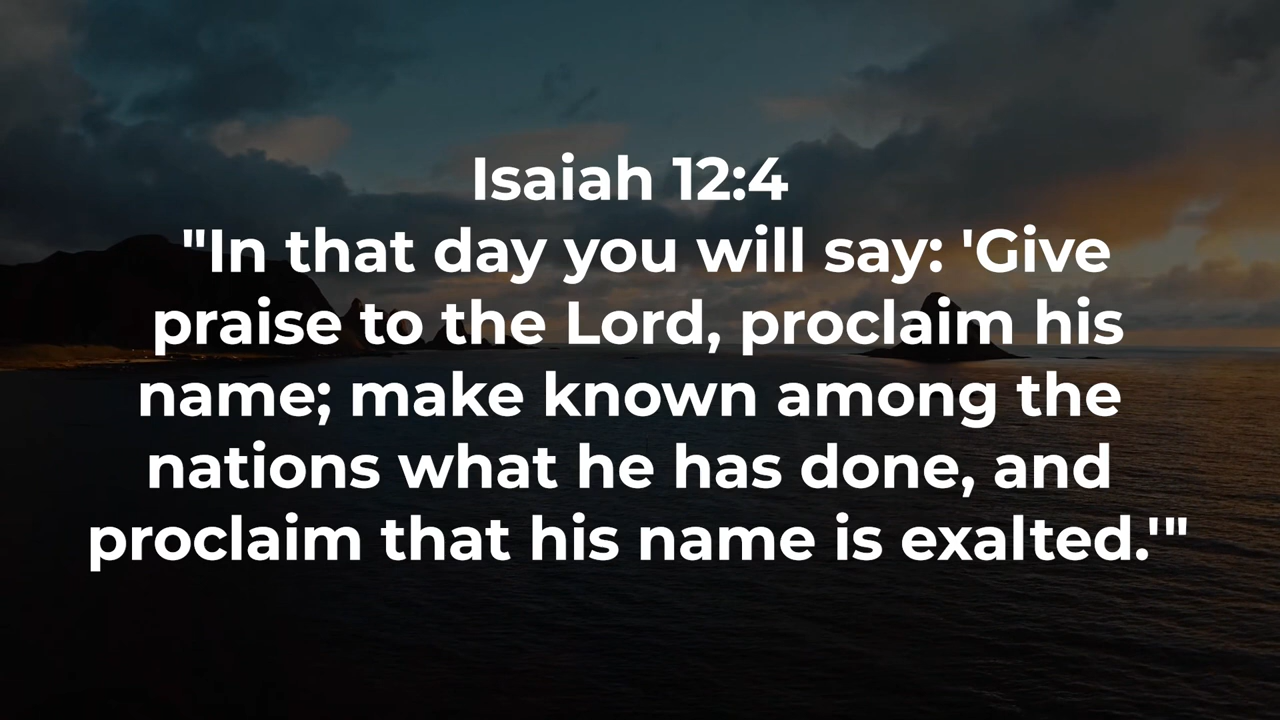 Isaiah 12:4
"In that day you will say: 'Give
praise to the Lord, proclaim his
name; make known among the
nations what he has done, and
proclaim that his name is exalted.'"